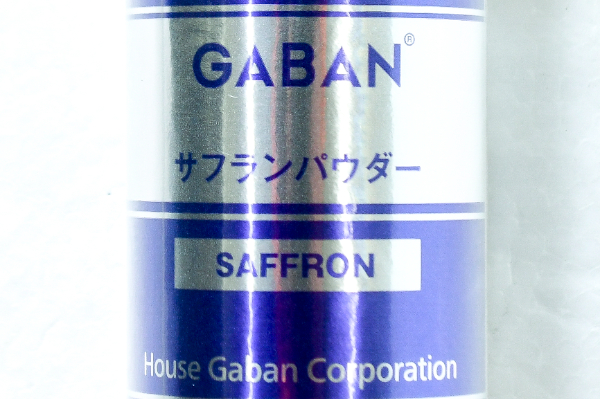 GABAN®
サフランパウダー
SAFFRON
House Gaban Corporation